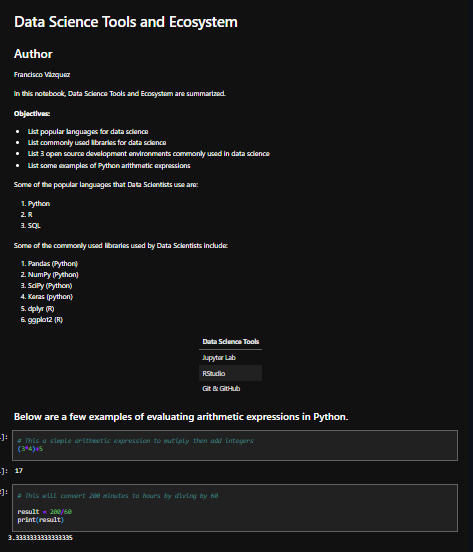 Data Science Tools and Ecosystem
Author
Francisco Vázquez
In this notebook, Data Science Tools and Ecosystem are summarized.
Objectives:
• List popular languages for data science
• List commonly used libraries for data science
• List 3 open source development environments commonly used in data science
• List some examples of Python arithmetic expressions
Some of the popular languages that Data Scientists use are:
1. Python
2. R
3. SQL
Some of the commonly used libraries used by Data Scientists include:
1. Pandas (Python)
2. NumPy (Python)
3. SciPy (Python)
4. Keras (python)
5. dplyr (R)
6. ggplot2 (R)
Data Science Tools
Jupyter Lab
RStudio
Git & GitHub
Below are a few examples of evaluating arithmetic expressions in Python.
]:
# This a simple arithmetic expression to mutiply then add integers
(3*4)+5
]: 17
]:
# This will convert 200 minutes to hours by diving by 60
result = 200/60
print(result)
3.3333333333333335